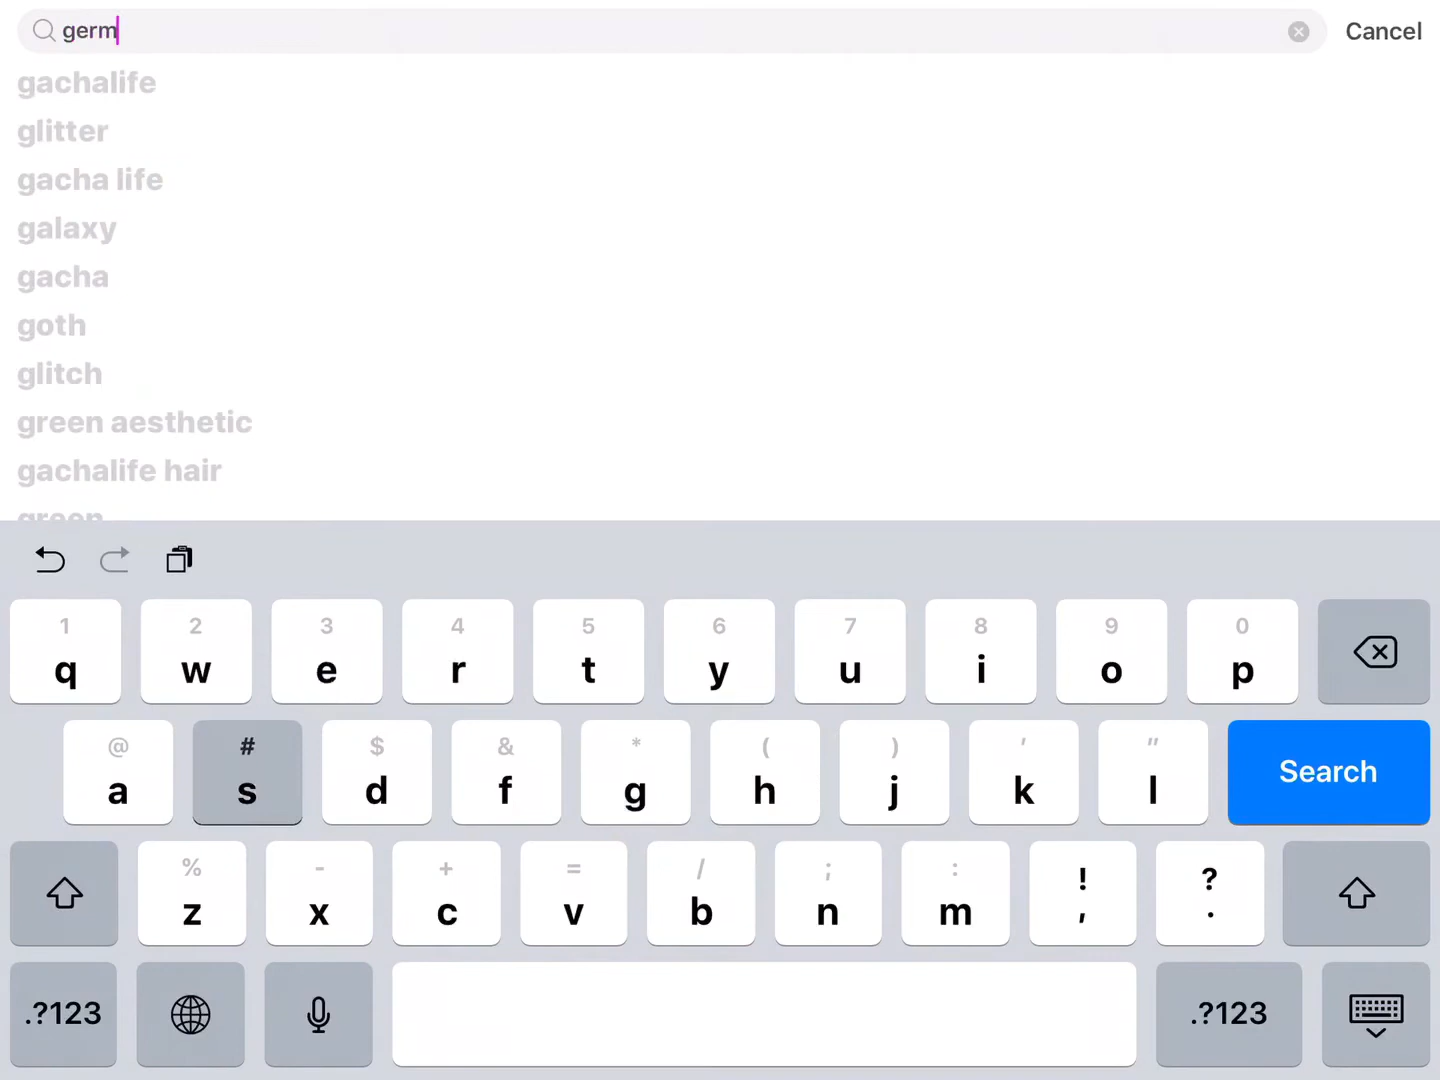 germ
Cancel
gachalife
glitter
gacha life
galaxy
gacha
goth
glitch
green aesthetic
gachalife hair
green
1 2 3 4 5 6 7 8 9 0
q w e r t y u i o p
@ # $ & * ( ) ' "
a s d f g h j k l
Search
% - + = / ; : ! ?
z x c v b n m , .
.?123
.?123